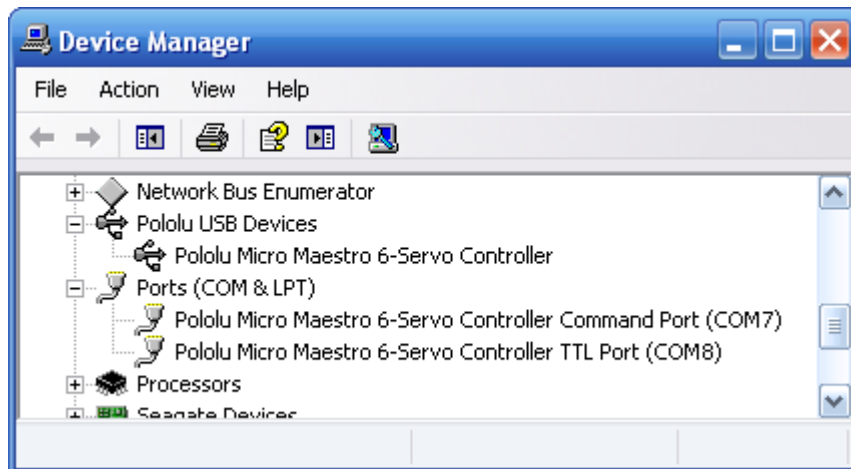 Device Manager
File Action View Help
Network Bus Enumerator
Pololu USB Devices
Pololu Micro Maestro 6-Servo Controller
Ports (COM & LPT)
Pololu Micro Maestro 6-Servo Controller Command Port (COM7)
Pololu Micro Maestro 6-Servo Controller TTL Port (COM8)
Processors
Seagate Devices